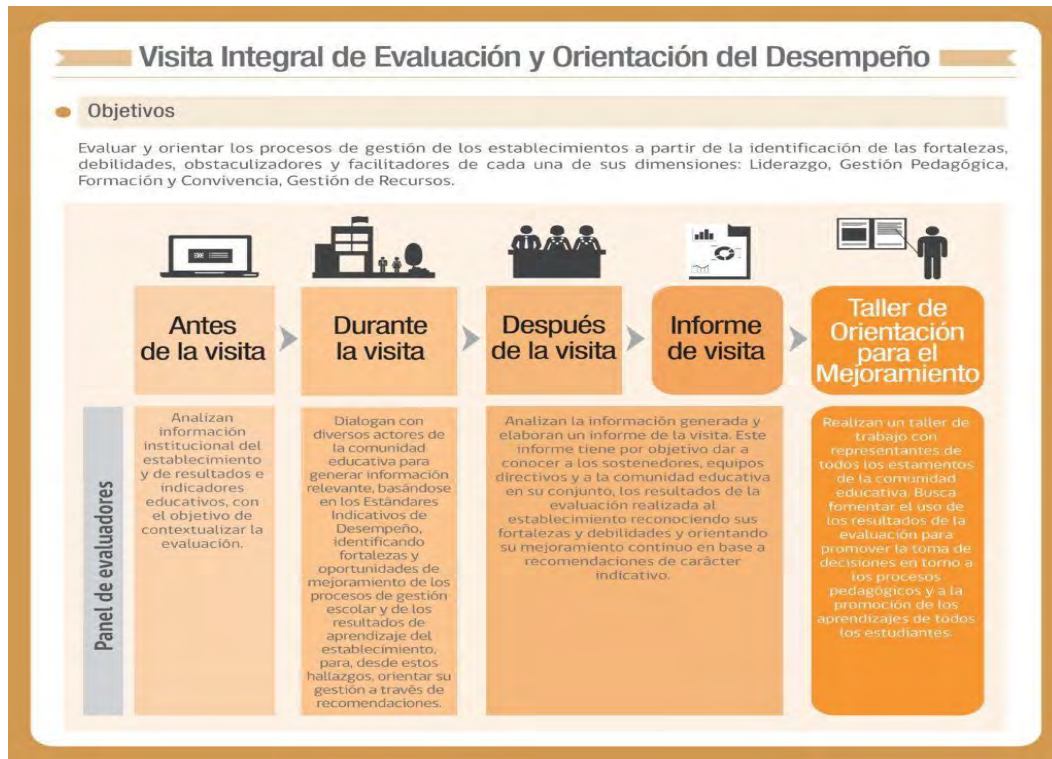 Visita Integral de Evaluación y Orientación del Desempeño
Objetivos
Evaluar y orientar los procesos de gestión de los establecimientos a partir de la identificación de las fortalezas,
debilidades, obstaculizadores y facilitadores de cada una de sus dimensiones: Liderazgo, Gestión Pedagógica,
Formación y Convivencia, Gestión de Recursos.
Antes
de la visita
Durante
la visita
Después
de la visita
Informe
de visita
Taller de
Orientación
para el
Mejoramiento
Panel de evaluadores
Analizan
información
institucional del
establecimiento
y de resultados e
indicadores
educativos, con
el objetivo de
contextualizar la
evaluación.
Dialogan con
diversos actores de
la comunidad
educativa para
generar información
relevante, basándose
en los Estándares
Indicativos de
Desempeño,
identificando
fortalezas y
oportunidades de
mejoramiento de los
procesos de gestión
escolar y de los
resultados de
aprendizaje del
establecimiento,
para, desde estos
hallazgos, orientar su
gestión a través de
recomendaciones.
Analizan la información generada y
elaboran un informe de la visita. Este
informe tiene por objetivo dar a
conocer a los sostenedores, equipos
directivos y a la comunidad educativa
en su conjunto, los resultados de la
evaluación realizada al
establecimiento reconociendo sus
fortalezas y debilidades y orientando
su mejoramiento continuo en base a
recomendaciones de carácter
indicativo.
Realizan un taller de
trabajo con
representantes de
todos los estamentos
de la comunidad
educativa. Busca
fomentar el uso de
los resultados de la
evaluación para
promover la toma de
decisiones en torno a
los procesos
pedagógicos y a la
promoción de los
aprendizajes de todos
los estudiantes.